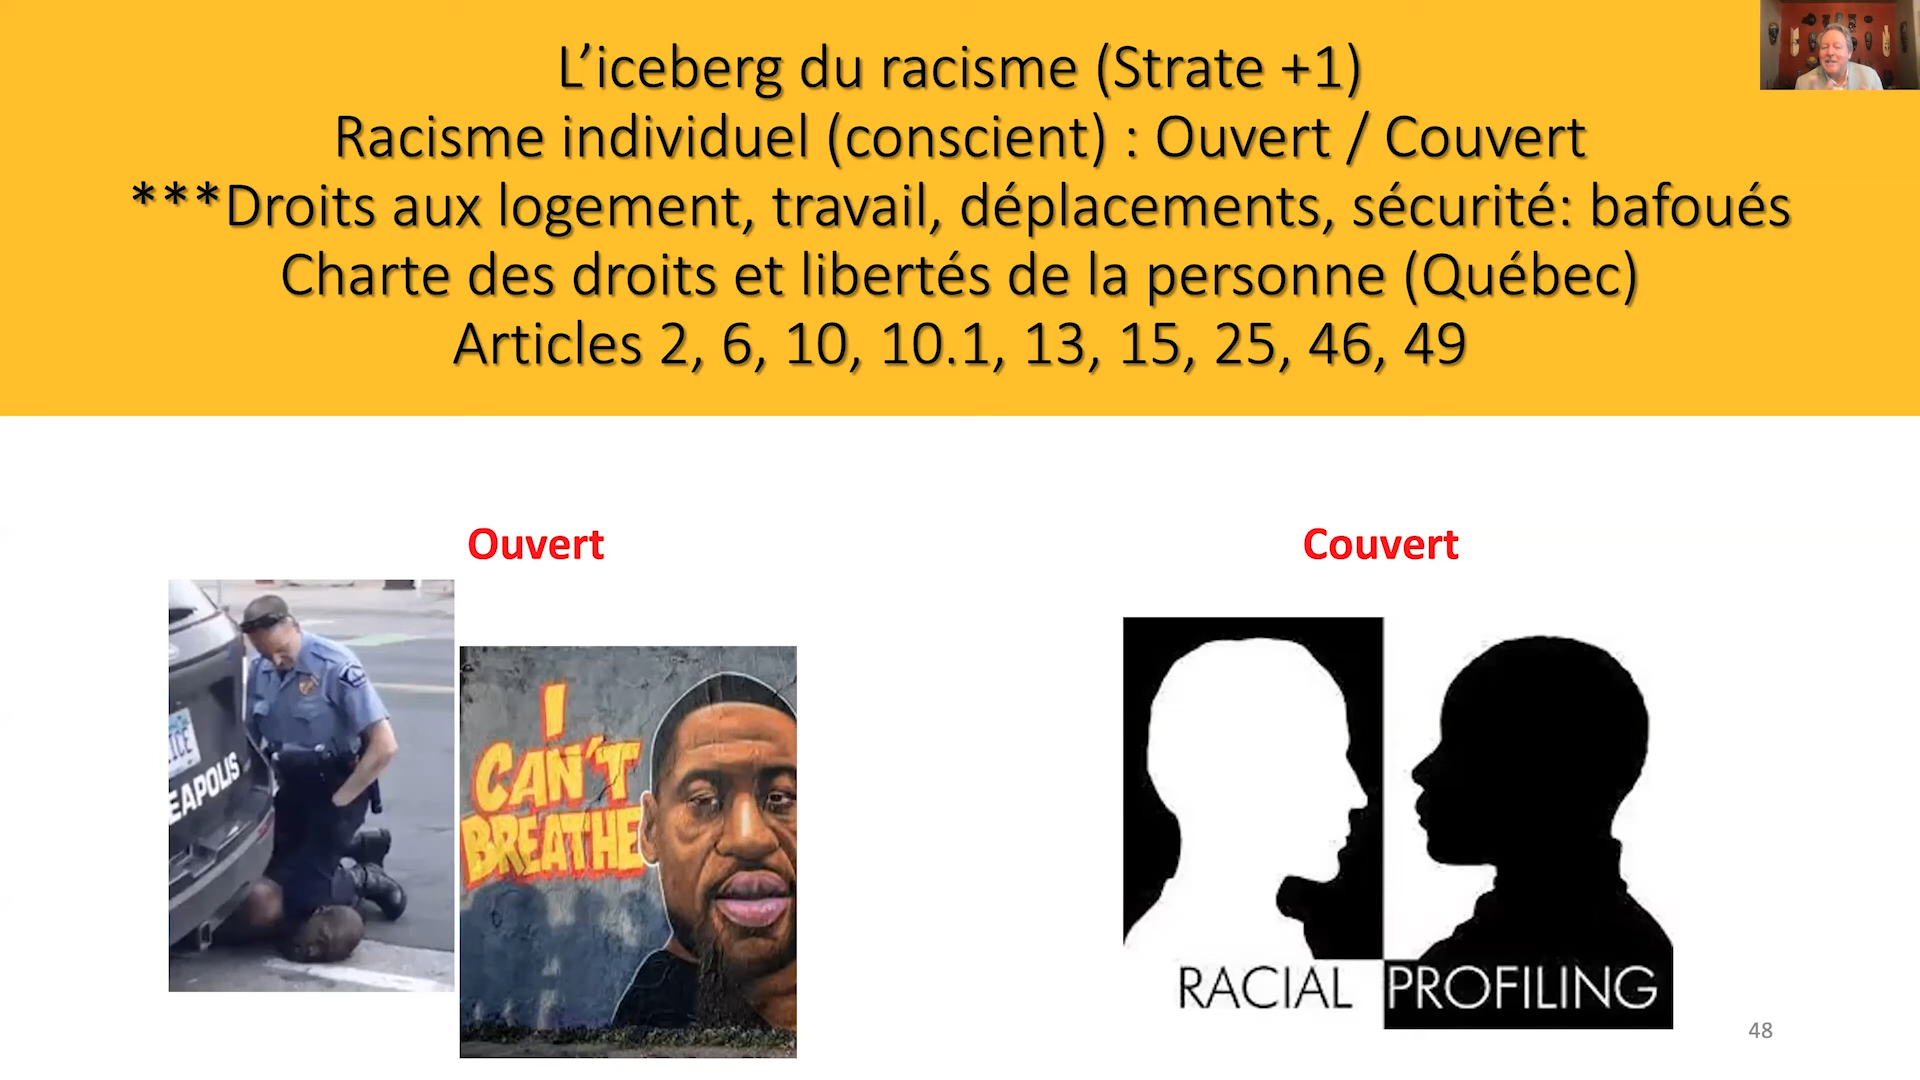 L’iceberg du racisme (Strate +1)
Racisme individuel (conscient) : Ouvert / Couvert
***Droits aux logement, travail, déplacements, sécurité: bafoués
Charte des droits et libertés de la personne (Québec)
Articles 2, 6, 10, 10.1, 13, 15, 25, 46, 49
Ouvert
Couvert
ICE
EAPOLIS
I
CAN'T
BREATHE
RACIAL PROFILING
48